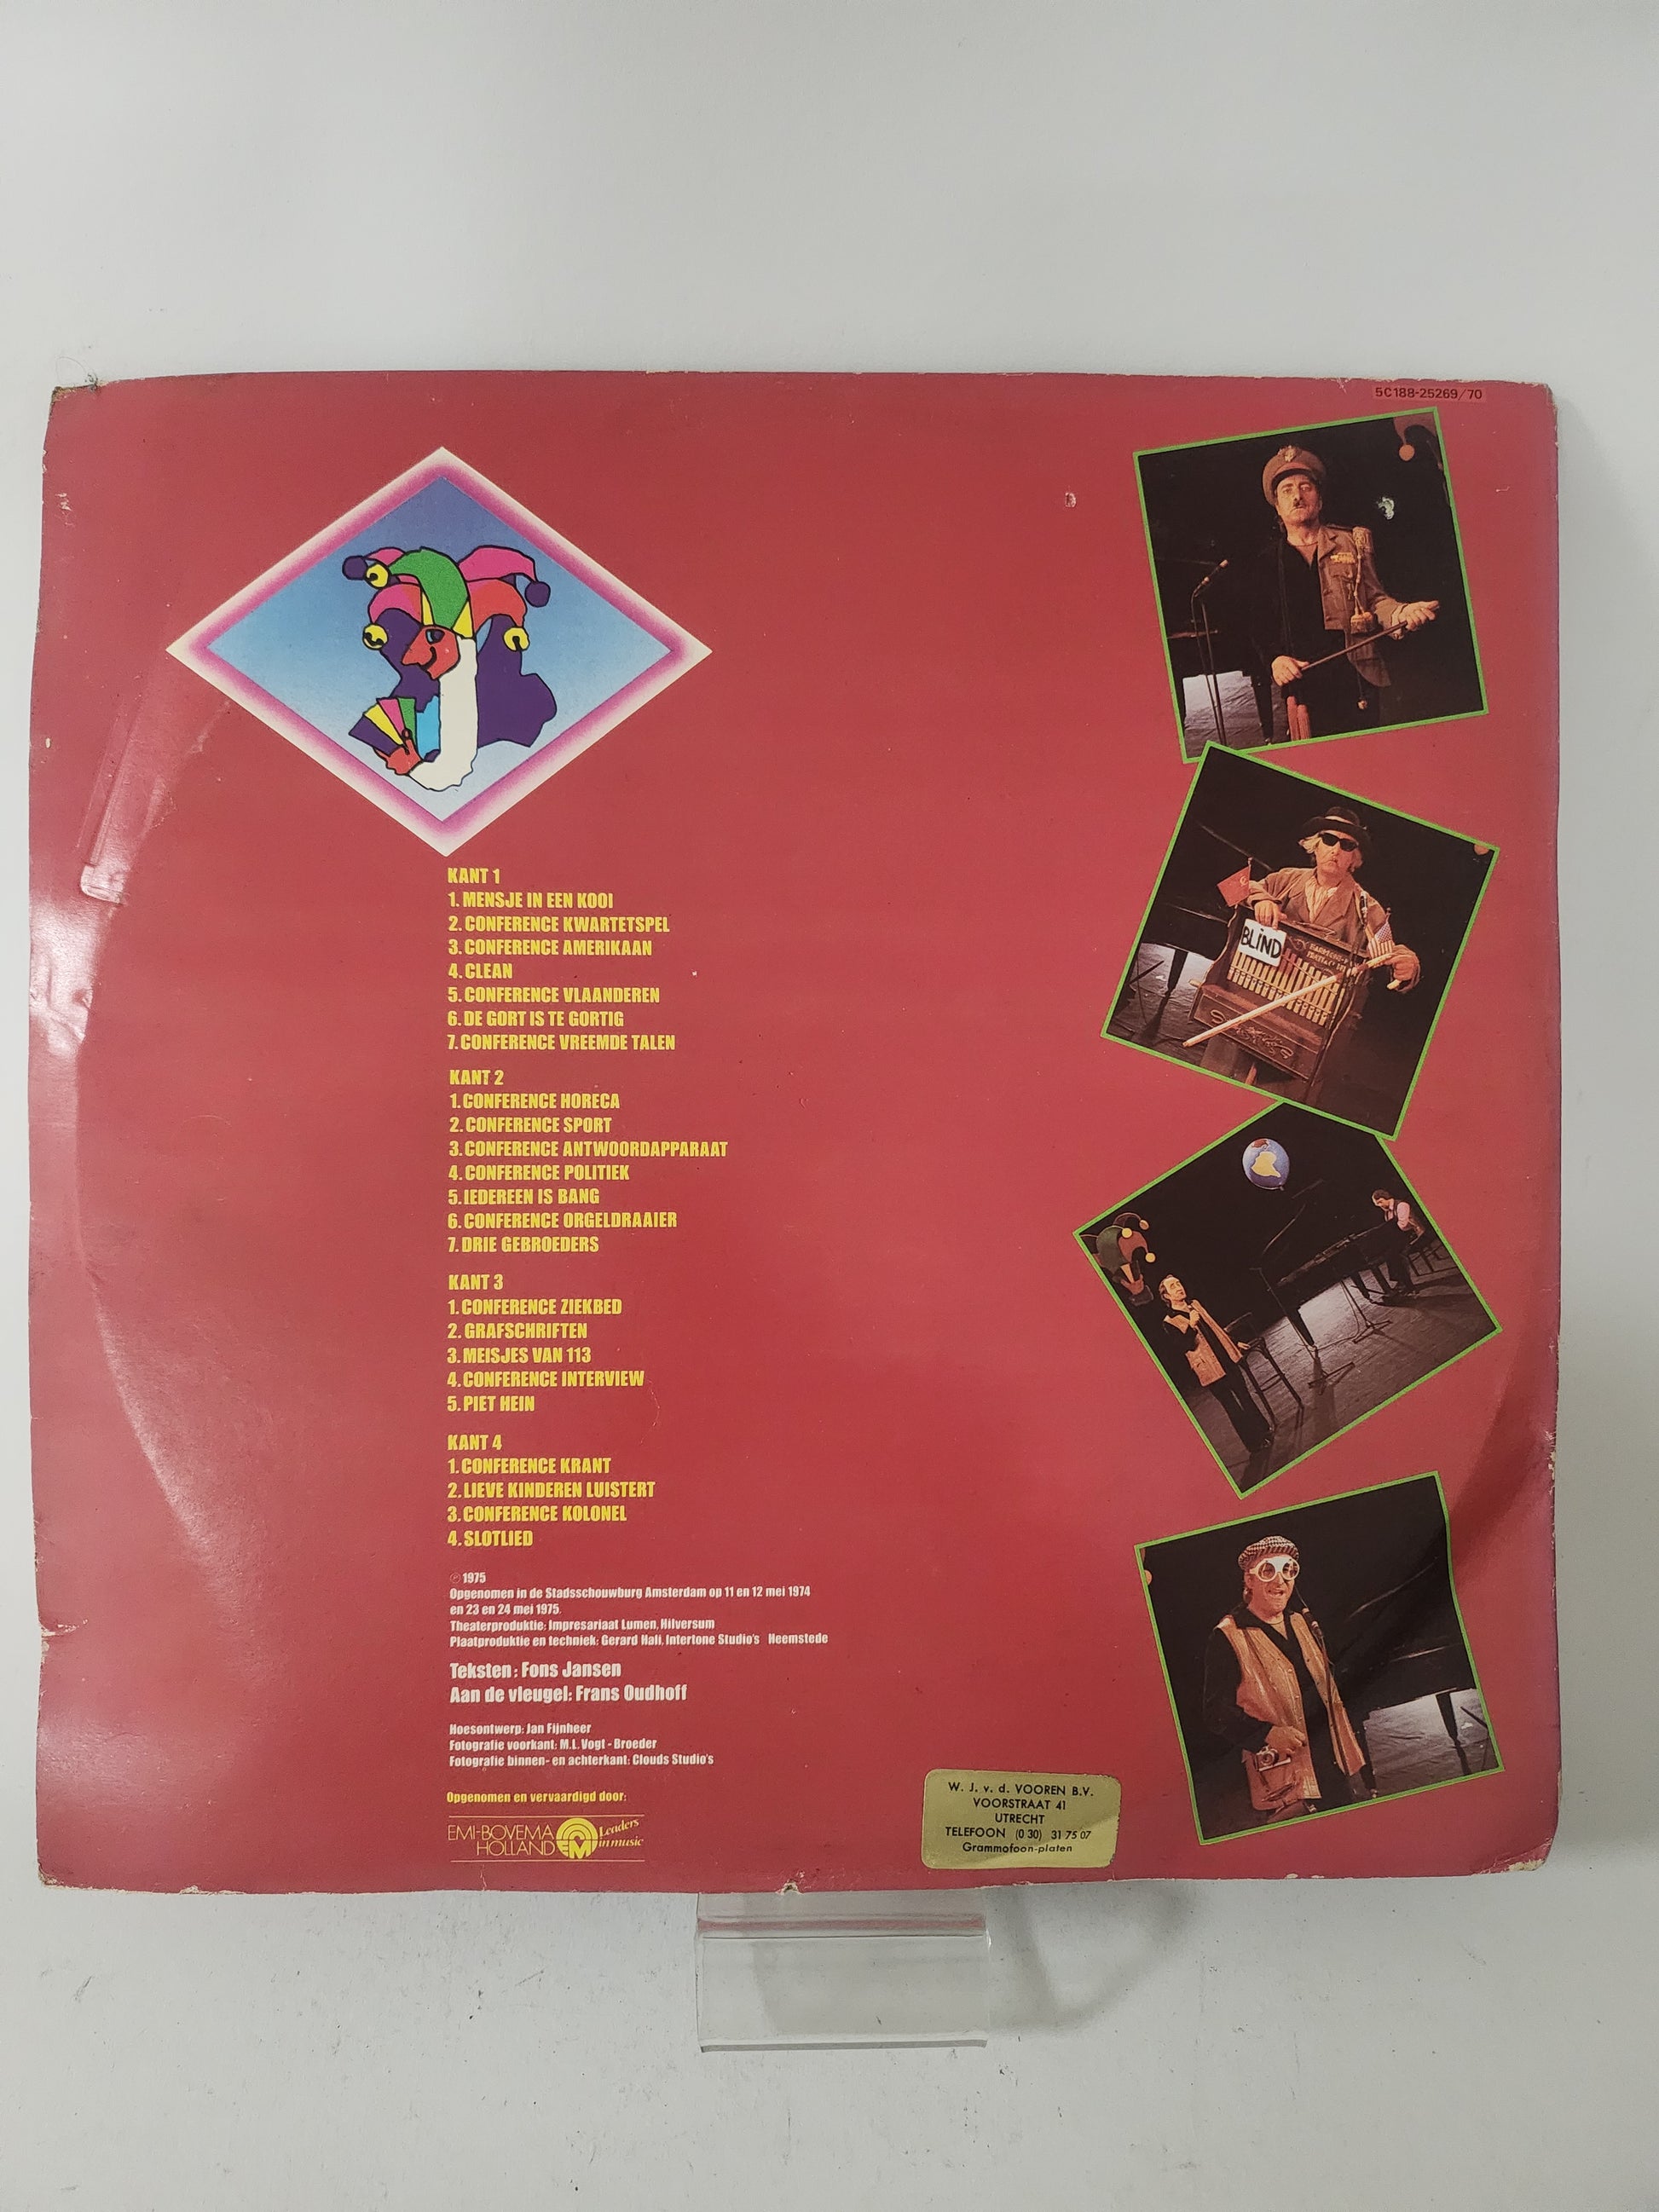 5C188-25269/70
KANT 1
1. MENSJE IN EEN KOOI
2. CONFERENCE KWARTETSPEL
3. CONFERENCE AMERIKAAN
4. CLEAN
5. CONFERENCE VLAANDEREN
6. DE GORT IS TE GORTIG
7. CONFERENCE VREEMDE TALEN
KANT 2
1. CONFERENCE HORECA
2. CONFERENCE SPORT
3. CONFERENCE ANTWOORDAPPARAAT
4. CONFERENCE POLITIEK
5. IEDEREEN IS BANG
6. CONFERENCE ORGELDRAAIER
7. DRIE GEBROEDERS
KANT 3
1. CONFERENCE ZIEKBED
2. GRAFSCHRIFTEN
3. MEISJES VAN 113
4. CONFERENCE INTERVIEW
5. PIET HEIN
KANT 4
1. CONFERENCE KRANT
2. LIEVE KINDEREN LUISTERT
3. CONFERENCE KOLONEL
4. SLOTLIED
℗ 1975
Opgenomen in de Stadsschouwburg Amsterdam op 11 en 12 mei 1974
en 23 en 24 mei 1975.
Theaterproduktie: Impresariaat Lumen, Hilversum
Plaatproduktie en techniek: Gerard Hall, Intertone Studio's Heemstede
Teksten: Fons Jansen
Aan de vleugel: Frans Oudhoff
Hoesontwerp: Jan Fijnheer
Fotografie voorkant: M.L. Vogt - Broeder
Fotografie binnen- en achterkant: Clouds Studio's
Opgenomen en vervaardigd door:
EMI-BOVEMA
HOLLAND
Leaders
in music
BLIND
W. J. v. d. VOOREN B.V.
VOORSTRAAT 41
UTRECHT
TELEFOON (0 30) 31 75 07
Grammofoon-platen